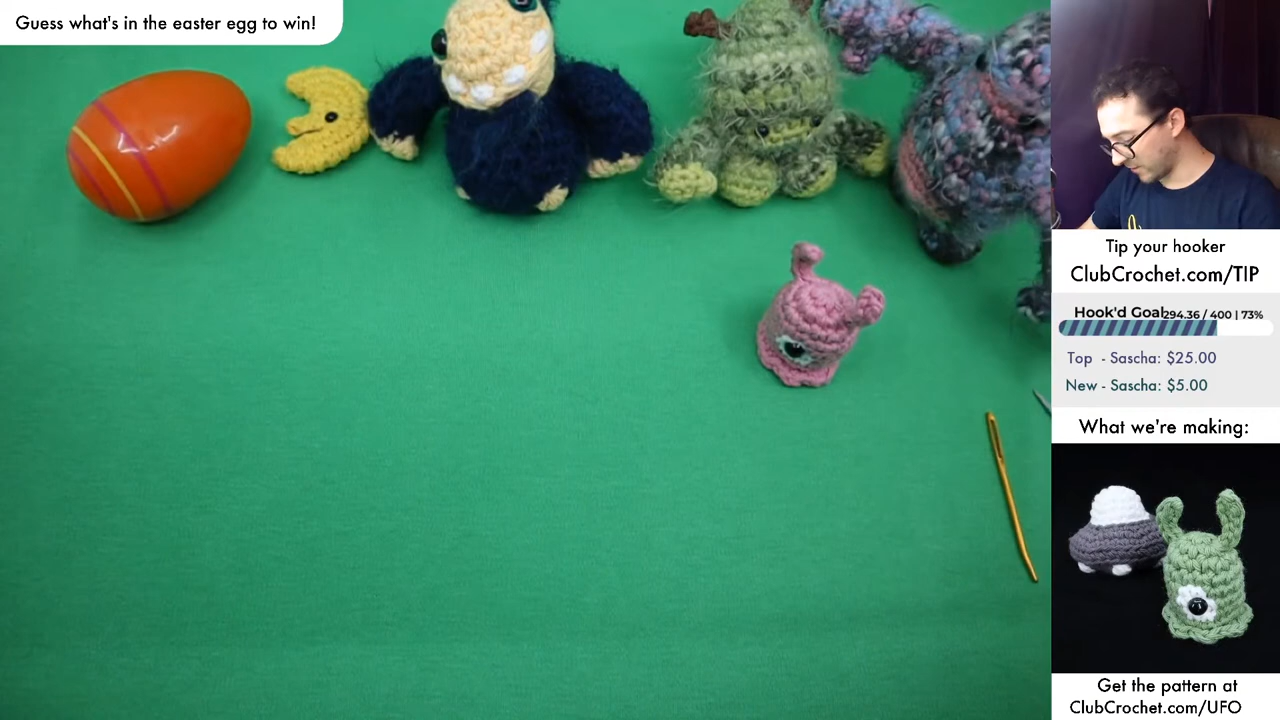 Guess what's in the easter egg to win!
Tip your hooker
ClubCrochet.com/TIP
Hook'd Goal 294.36 / 400 | 73%
Top - Sascha: $25.00
New - Sascha: $5.00
What we're making:
Get the pattern at
ClubCrochet.com/UFO